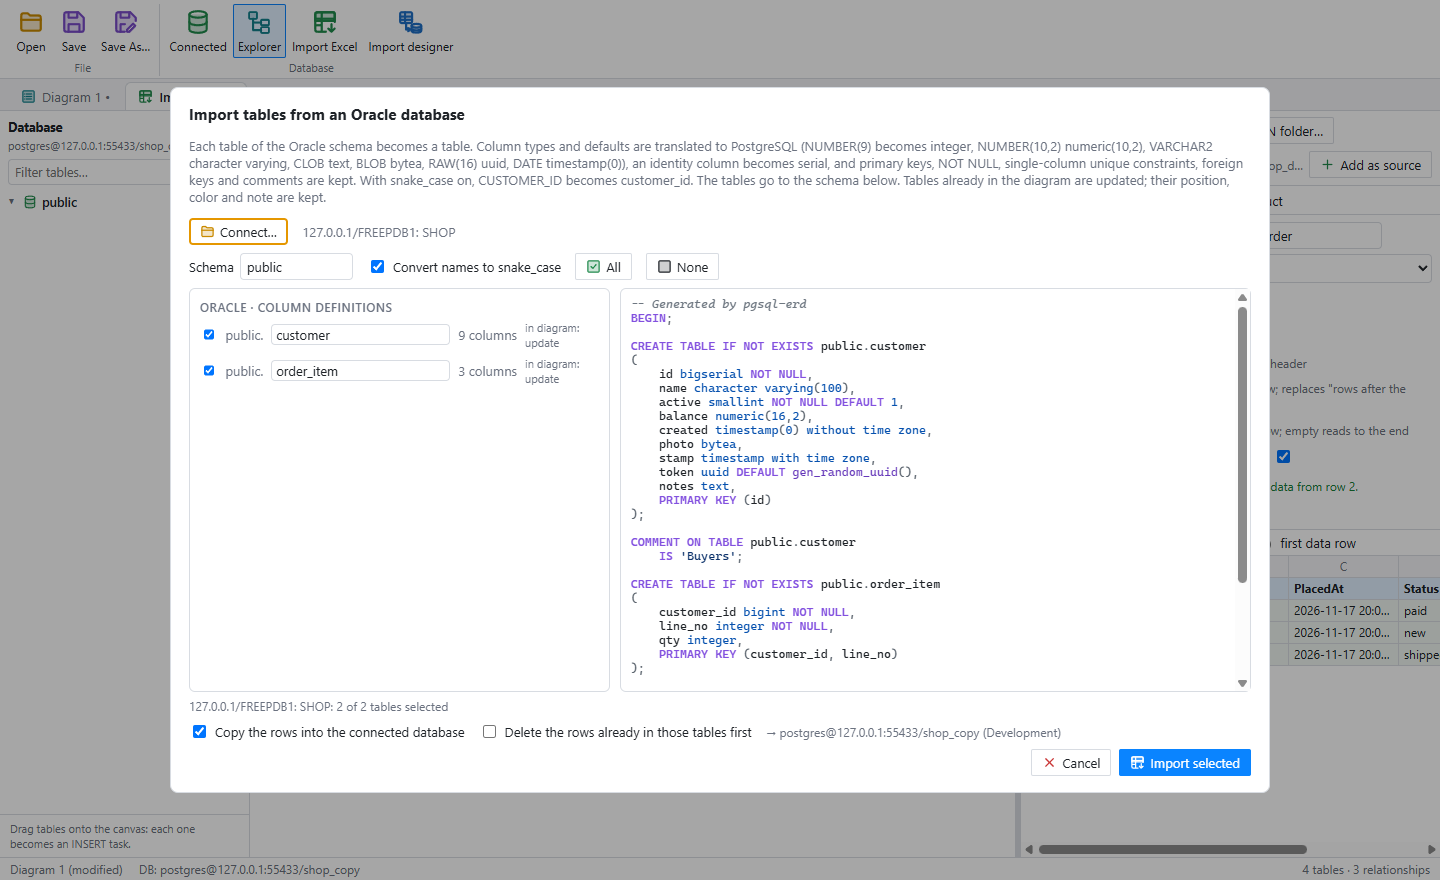 Open
Save
Save As...
Connected
Explorer
Import Excel
Import designer
File
Database
Diagram 1 •
Im
Database
postgres@127.0.0.1:55433/shop_c
Filter tables...
public
N folder...
op_d...
Add as source
uct
rder
header
w; replaces "rows after the
w; empty reads to the end
data from row 2.
first data row
C
PlacedAt
Status
2026-11-17 20:0...
paid
2026-11-17 20:0...
new
2026-11-17 20:0...
shippe
Import tables from an Oracle database
Each table of the Oracle schema becomes a table. Column types and defaults are translated to PostgreSQL (NUMBER(9) becomes integer, NUMBER(10,2) numeric(10,2), VARCHAR2
character varying, CLOB text, BLOB bytea, RAW(16) uuid, DATE timestamp(0)), an identity column becomes serial, and primary keys, NOT NULL, single-column unique constraints, foreign
keys and comments are kept. With snake_case on, CUSTOMER_ID becomes customer_id. The tables go to the schema below. Tables already in the diagram are updated; their position,
color and note are kept.
Connect...
127.0.0.1/FREEPDB1: SHOP
Schema
public
Convert names to snake_case
All
None
ORACLE · COLUMN DEFINITIONS
public.
customer
9 columns
in diagram:
update
public.
order_item
3 columns
in diagram:
update
-- Generated by pgsql-erd
BEGIN;
CREATE TABLE IF NOT EXISTS public.customer
(
id bigserial NOT NULL,
name character varying(100),
active smallint NOT NULL DEFAULT 1,
balance numeric(16,2),
created timestamp(0) without time zone,
photo bytea,
stamp timestamp with time zone,
token uuid DEFAULT gen_random_uuid(),
notes text,
PRIMARY KEY (id)
);
COMMENT ON TABLE public.customer
IS 'Buyers';
CREATE TABLE IF NOT EXISTS public.order_item
(
customer_id bigint NOT NULL,
line_no integer NOT NULL,
qty integer,
PRIMARY KEY (customer_id, line_no)
);
127.0.0.1/FREEPDB1: SHOP: 2 of 2 tables selected
Copy the rows into the connected database
Delete the rows already in those tables first
→ postgres@127.0.0.1:55433/shop_copy (Development)
Cancel
Import selected
Drag tables onto the canvas: each one
becomes an INSERT task.
Diagram 1 (modified)
DB: postgres@127.0.0.1:55433/shop_copy
4 tables · 3 relationships